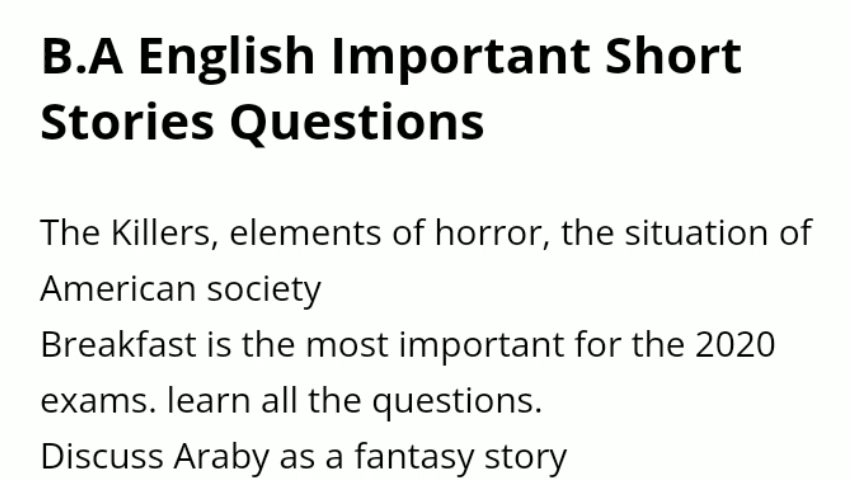 B.A English Important Short
Stories Questions
The Killers, elements of horror, the situation of
American society
Breakfast is the most important for the 2020
exams. learn all the questions.
Discuss Araby as a fantasy story